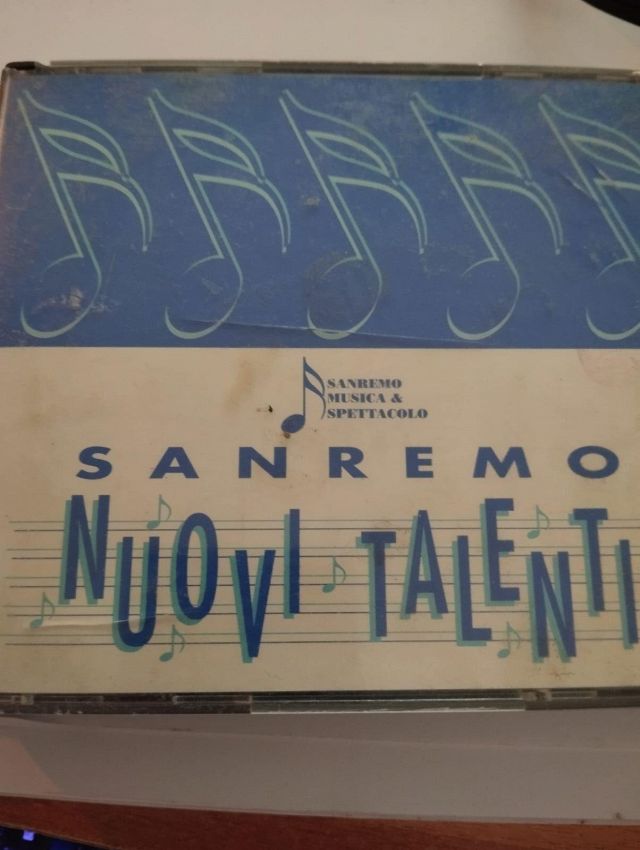 SANREMO
MUSICA &
SPETTACOLO
SANREMO
NUOVI TALENTI